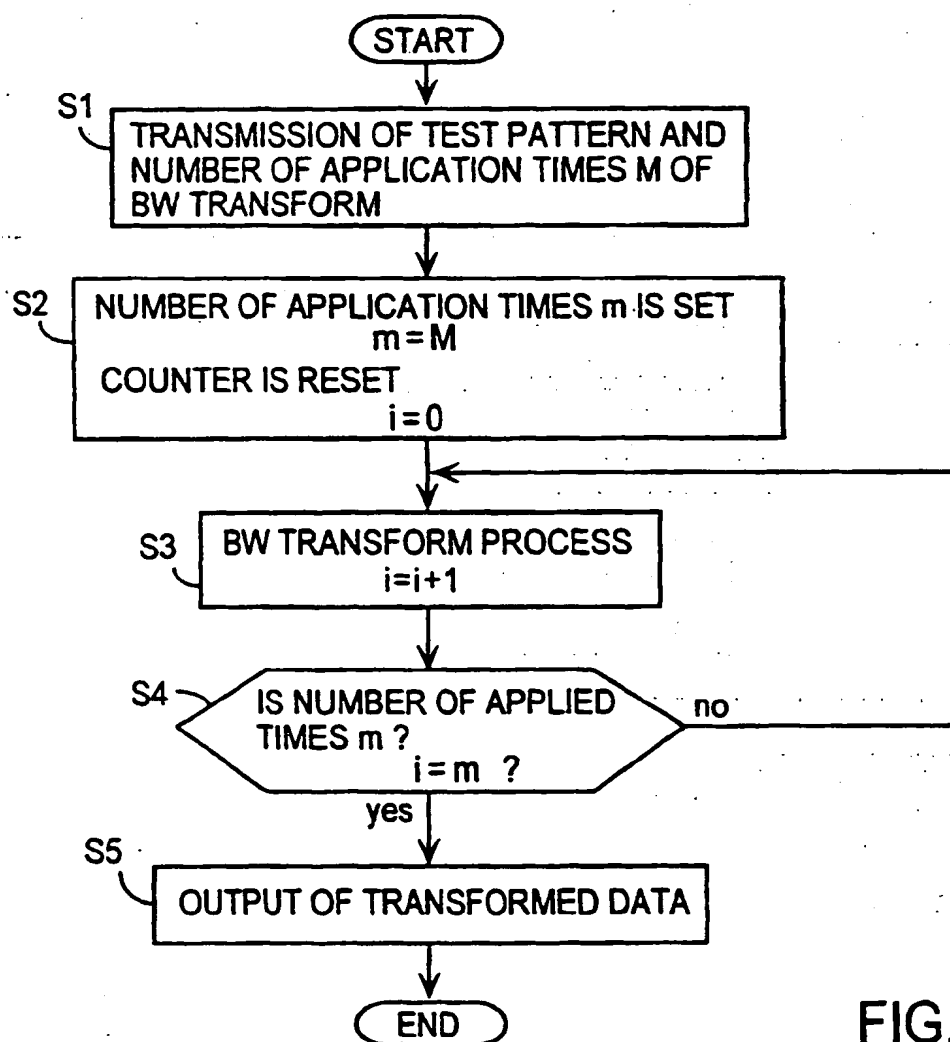 START
S1
TRANSMISSION OF TEST PATTERN AND
NUMBER OF APPLICATION TIMES M OF
BW TRANSFORM
S2
NUMBER OF APPLICATION TIMES m IS SET
m=M
COUNTER IS RESET
i=0
S3
BW TRANSFORM PROCESS
i=i+1
S4
IS NUMBER OF APPLIED
TIMES m ?
i=m ?
no
yes
S5
OUTPUT OF TRANSFORMED DATA
END
FIG.